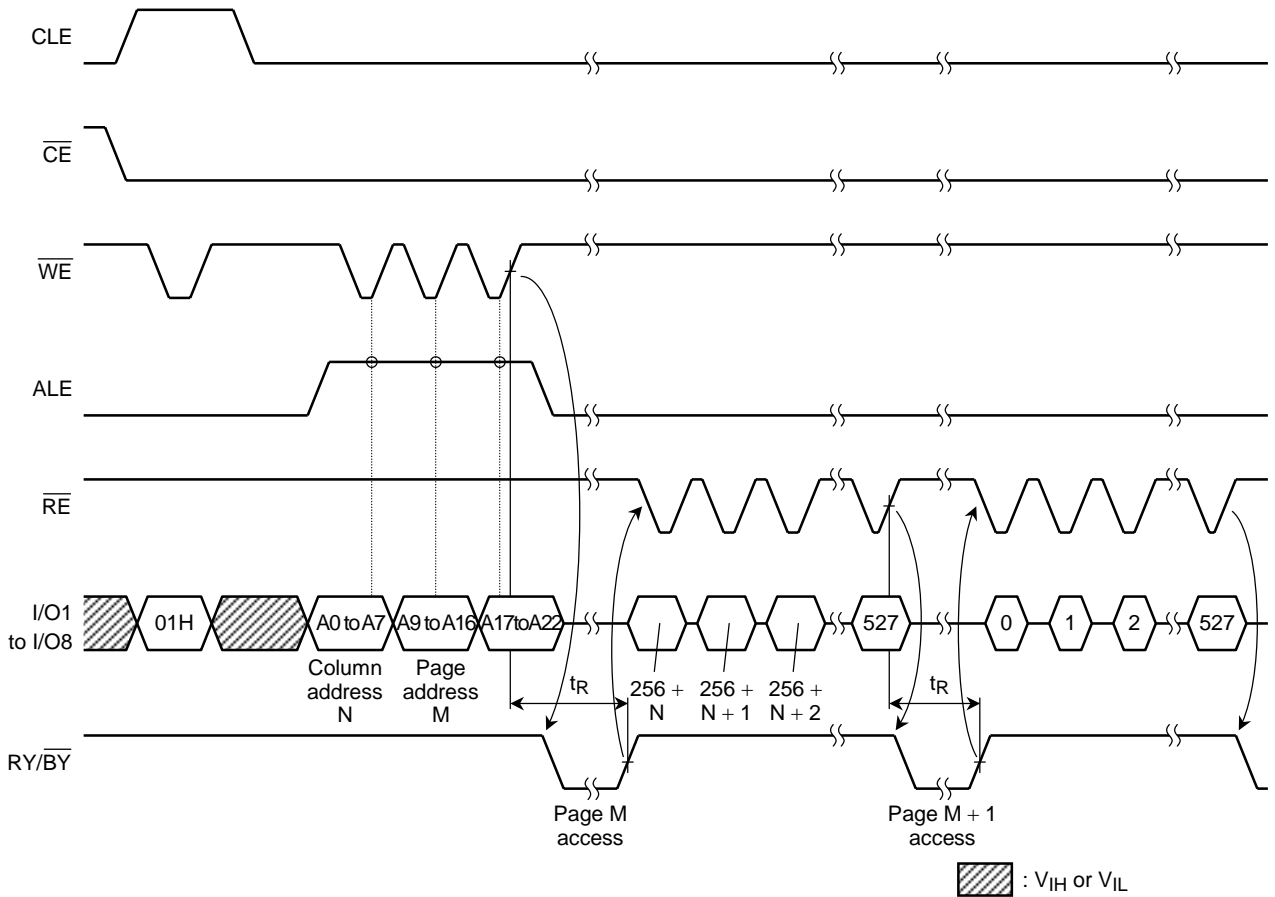 CLE
CE
WE
ALE
RE
I/O1
to I/O8
01H
A0 to A7
A9 to A16
A17 to A22
527
0
1
2
527
Column
address
N
Page
address
M
tR
256 +
N
256 +
N + 1
256 +
N + 2
tR
RY/BY
Page M
access
Page M + 1
access
: VIH or VIL